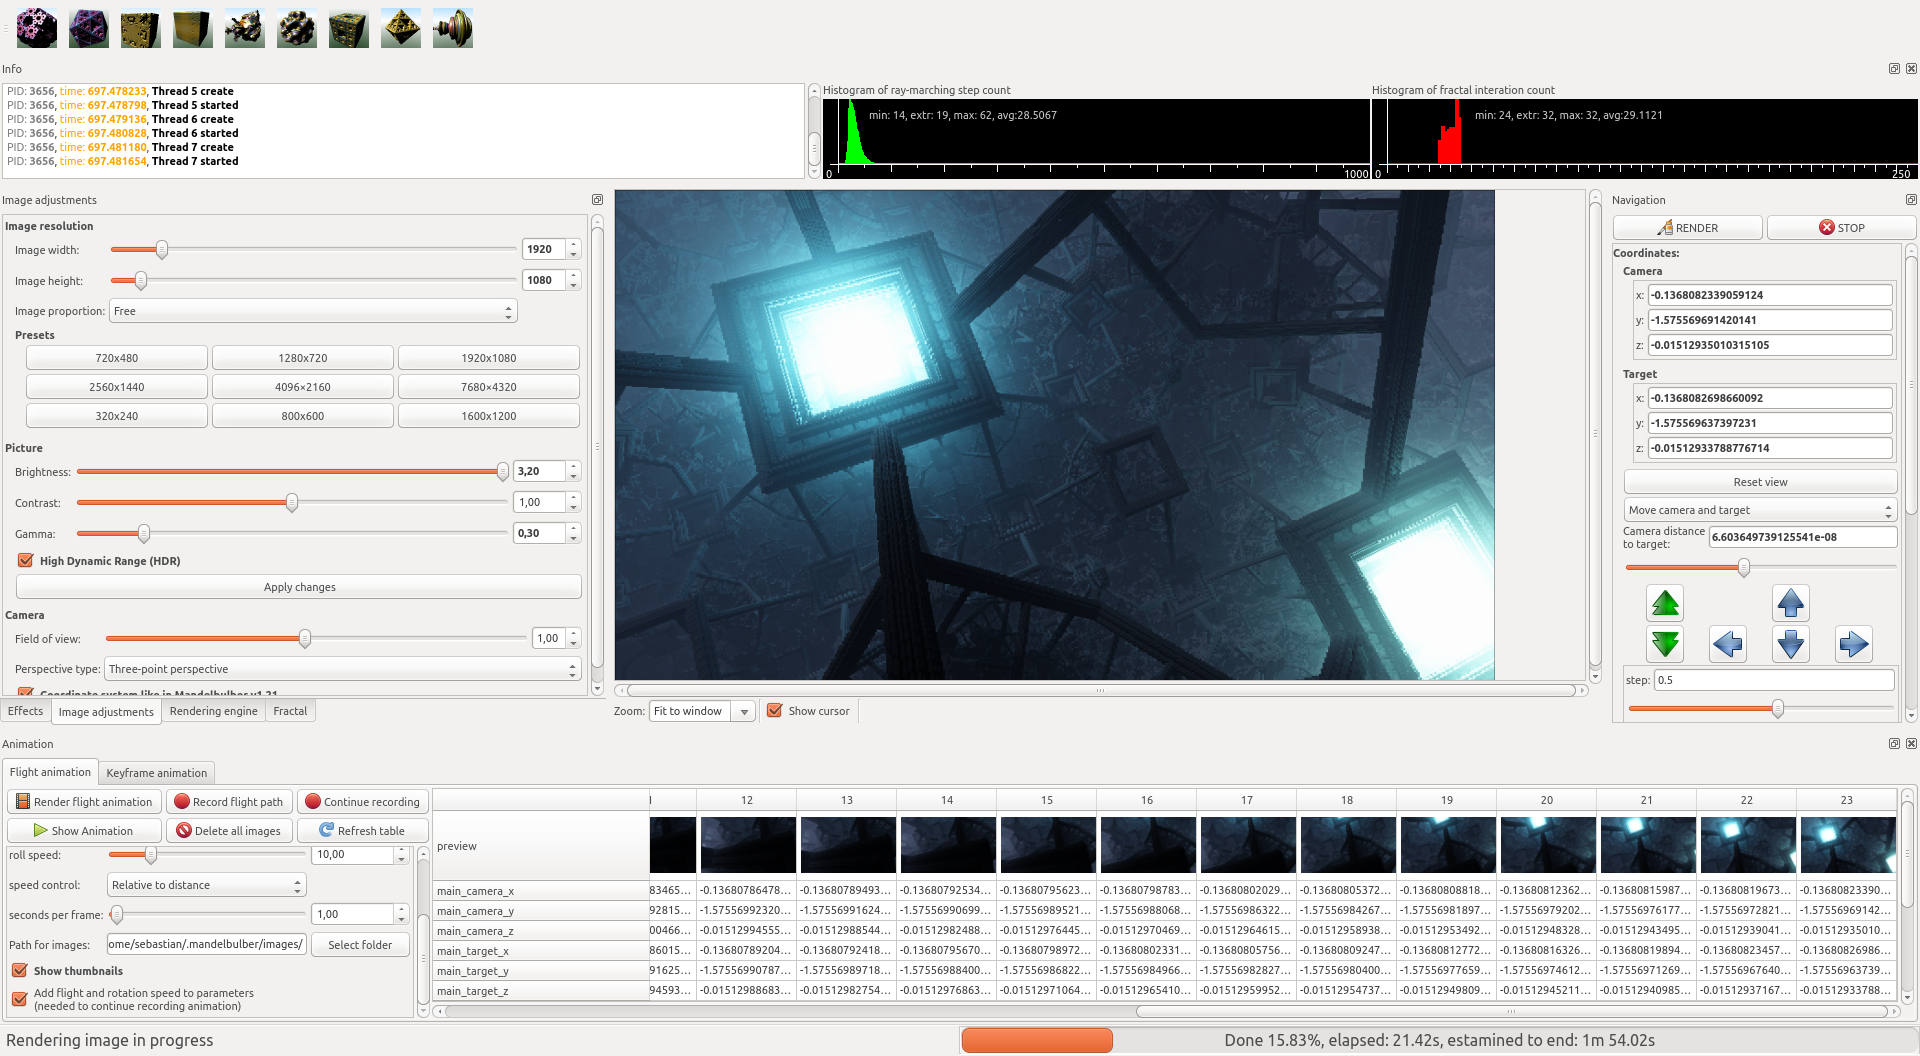 Info
PID: 3656, time: 697.478233, Thread 5 create
PID: 3656, time: 697.478798, Thread 5 started
PID: 3656, time: 697.479136, Thread 6 create
PID: 3656, time: 697.480828, Thread 6 started
PID: 3656, time: 697.481180, Thread 7 create
PID: 3656, time: 697.481654, Thread 7 started
Histogram of ray-marching step count
min: 14, extr: 19, max: 62, avg:28.5067
0 1000
Histogram of fractal interation count
min: 24, extr: 32, max: 32, avg:29.1121
0 250
Image adjustments
Image resolution
Image width: 1920
Image height: 1080
Image proportion: Free
Presets
720x480 1280x720 1920x1080
2560x1440 4096×2160 7680×4320
320x240 800x600 1600x1200
Picture
Brightness: 3,20
Contrast: 1,00
Gamma: 0,30
High Dynamic Range (HDR)
Apply changes
Camera
Field of view: 1,00
Perspective type: Three-point perspective
Coordinate system like in Mandelbulber v1.21
Effects Image adjustments Rendering engine Fractal
Zoom: Fit to window Show cursor
Navigation
RENDER STOP
Coordinates:
Camera
x: -0.1368082339059124
y: -1.575569691420141
z: -0.01512935010315105
Target
x: -0.1368082698660092
y: -1.575569637397231
z: -0.01512933788776714
Reset view
Move camera and target
Camera distance
to target: 6.603649739125541e-08
step: 0.5
Animation
Flight animation Keyframe animation
Render flight animation Record flight path Continue recording
Show Animation Delete all images Refresh table
roll speed: 10,00
speed control: Relative to distance
seconds per frame: 1,00
Path for images: ome/sebastian/.mandelbulber/images/ Select folder
Show thumbnails
Add flight and rotation speed to parameters
(needed to continue recording animation)
12 13 14 15 16 17 18 19 20 21 22 23
preview
main_camera_x 83465... -0.13680786478... -0.13680789493... -0.13680792534... -0.13680795623... -0.13680798783... -0.13680802029... -0.13680805372... -0.13680808818... -0.13680812362... -0.13680815987... -0.13680819673... -0.13680823390...
main_camera_y 92815... -1.57556992320... -1.57556991624... -1.57556990699... -1.57556989521... -1.57556988068... -1.57556986322... -1.57556984267... -1.57556981897... -1.57556979202... -1.57556976177... -1.57556972821... -1.57556969142...
main_camera_z 00466... -0.01512994555... -0.01512988544... -0.01512982488... -0.01512976445... -0.01512970469... -0.01512964615... -0.01512958938... -0.01512953492... -0.01512948328... -0.01512943495... -0.01512939041... -0.01512935010...
main_target_x 86015... -0.13680789204... -0.13680792418... -0.13680795670... -0.13680798972... -0.13680802331... -0.13680805756... -0.13680809247... -0.13680812772... -0.13680816326... -0.13680819894... -0.13680823457... -0.13680826986...
main_target_y 91625... -1.57556990787... -1.57556989718... -1.57556988400... -1.57556986822... -1.57556984966... -1.57556982827... -1.57556980400... -1.57556977659... -1.57556974612... -1.57556971269... -1.57556967640... -1.57556963739...
main_target_z 94593... -0.01512988683... -0.01512982754... -0.01512976863... -0.01512971064... -0.01512965410... -0.01512959952... -0.01512954737... -0.01512949809... -0.01512945211... -0.01512940985... -0.01512937167... -0.01512933788...
Rendering image in progress
Done 15.83%, elapsed: 21.42s, estamined to end: 1m 54.02s